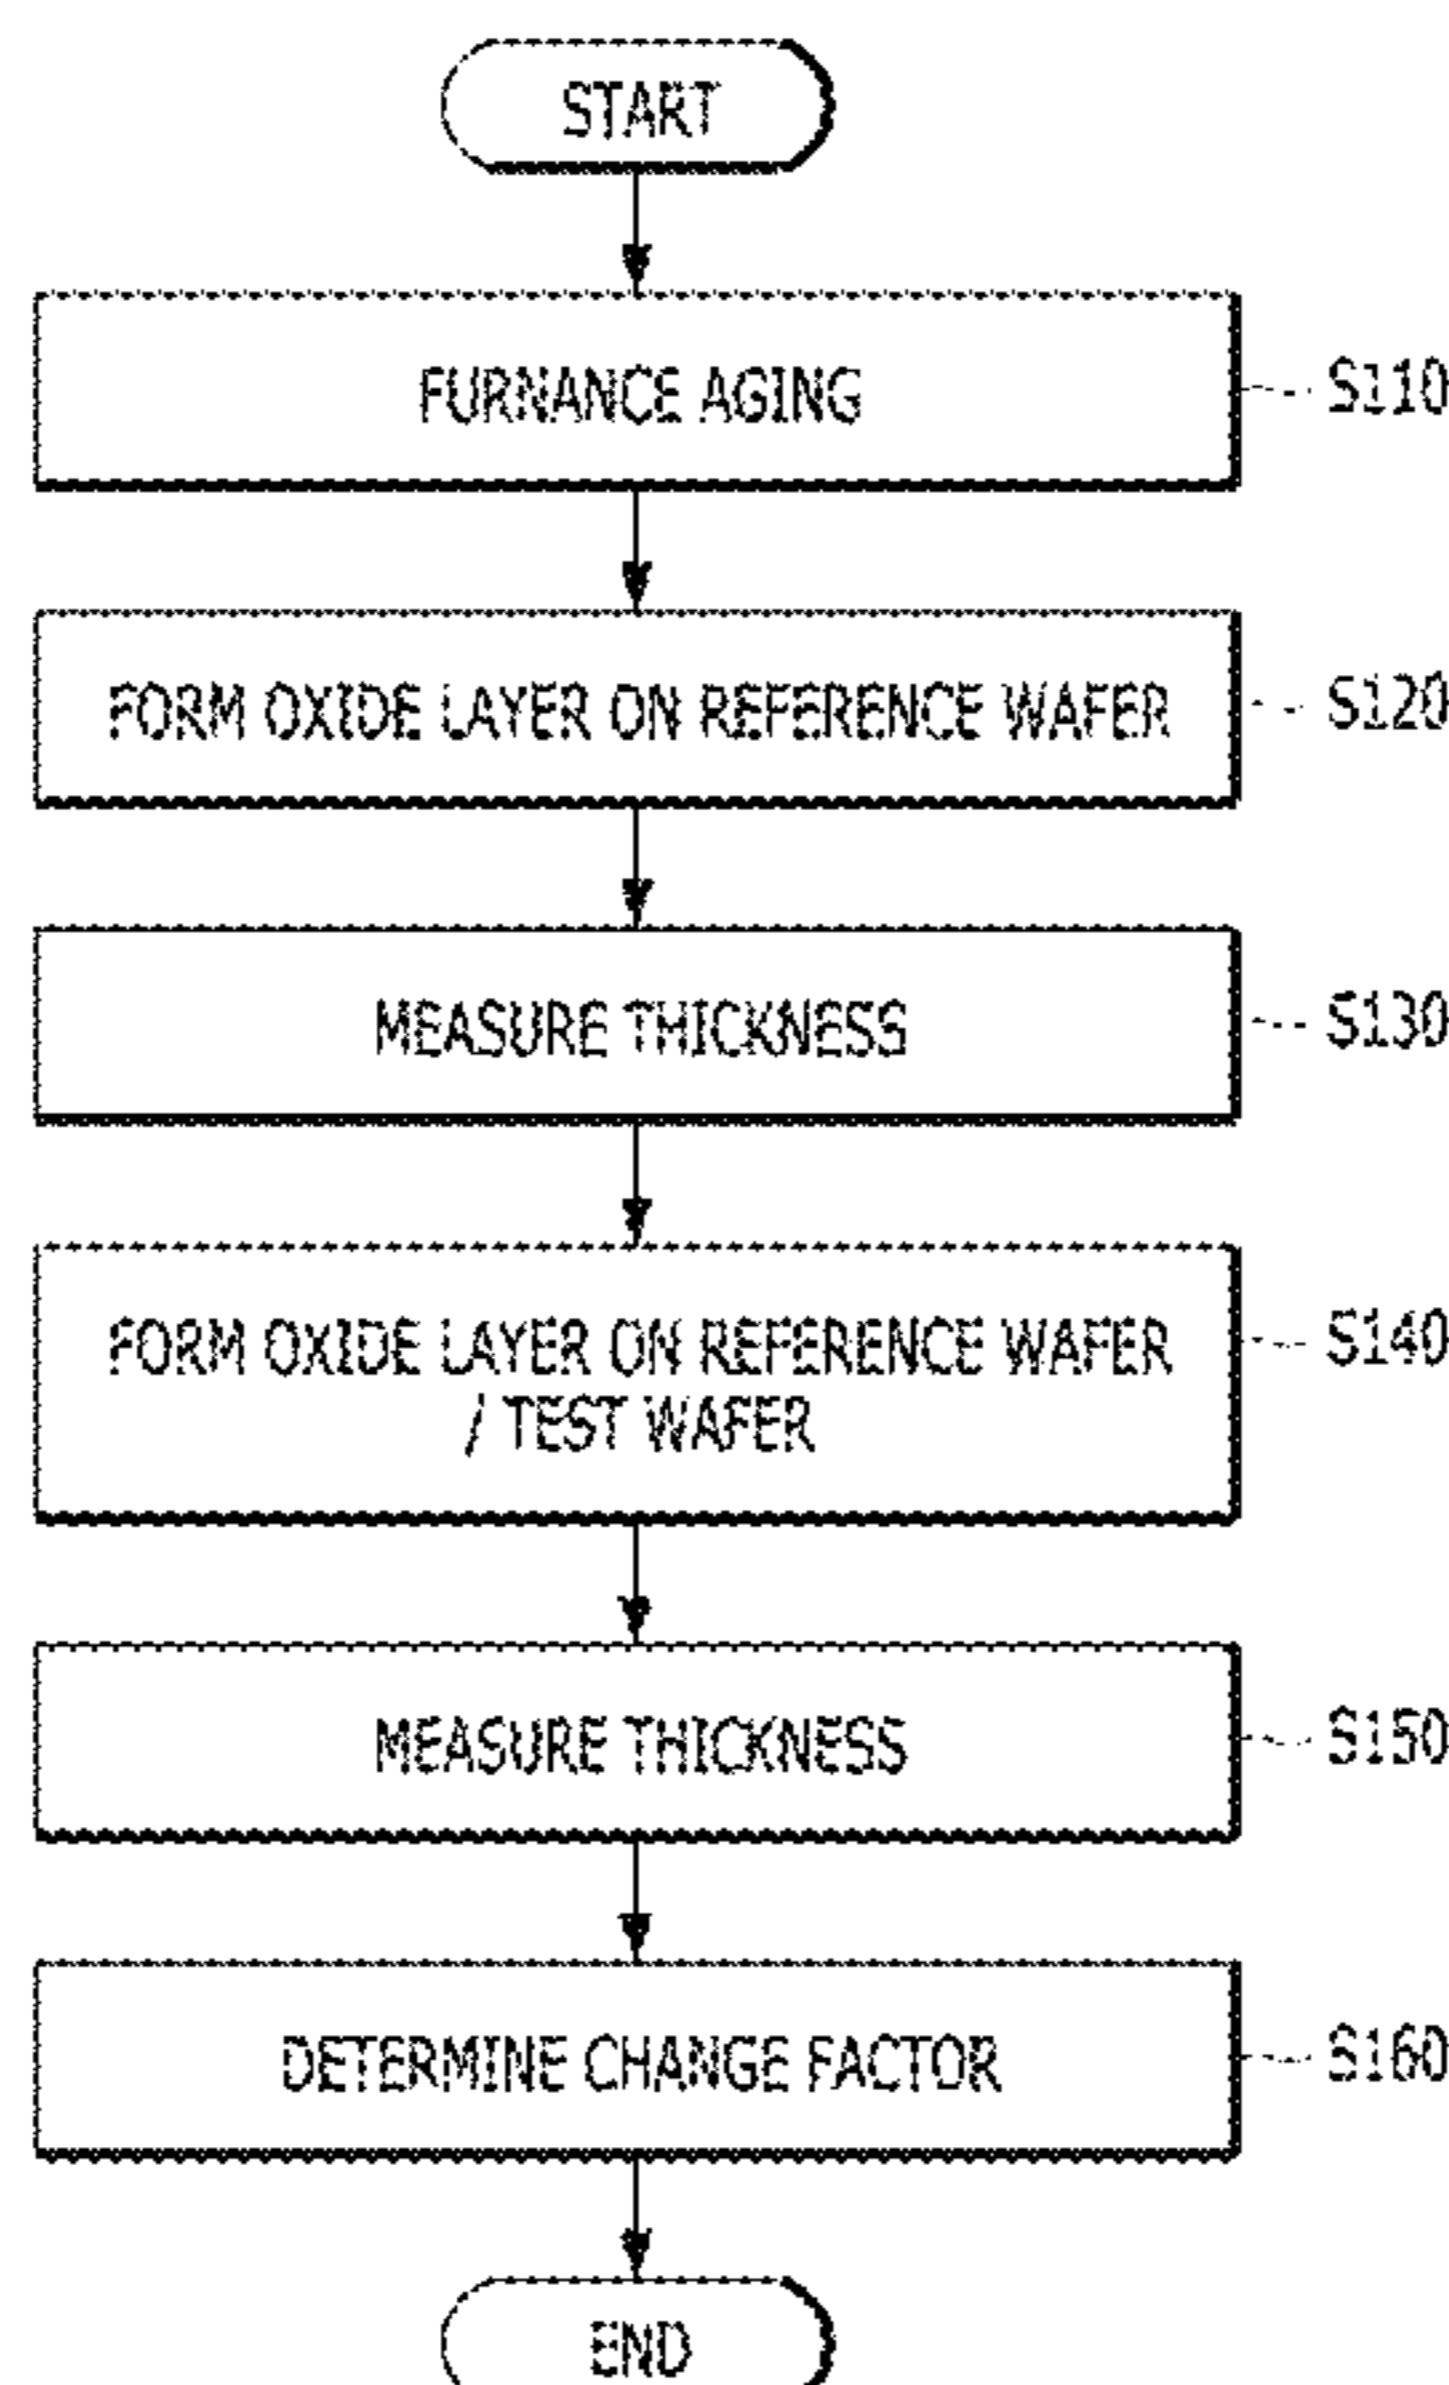 START
FURNANCE AGING
S110
FORM OXIDE LAYER ON REFERENCE WAFER
S120
MEASURE THICKNESS
S130
FORM OXIDE LAYER ON REFERENCE WAFER
/ TEST WAFER
S140
MEASURE THICKNESS
S150
DETERMINE CHANGE FACTOR
S160
END